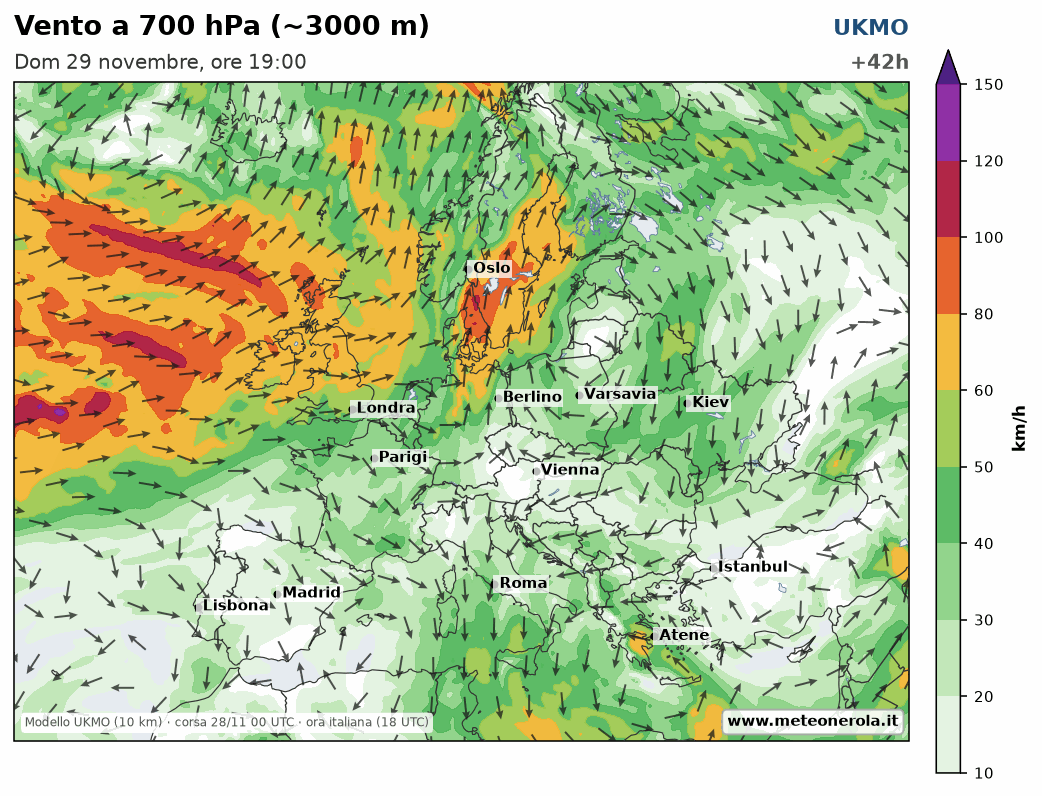 Vento a 700 hPa (~3000 m)
UKMO
Dom 29 novembre, ore 19:00
+42h
150
120
100
80
60
50
40
30
20
10
km/h
Oslo
Berlino
Varsavia
Kiev
Londra
Parigi
Vienna
Istanbul
Roma
Madrid
Lisbona
Atene
Modello UKMO (10 km) · corsa 28/11 00 UTC · ora italiana (18 UTC)
www.meteonerola.it